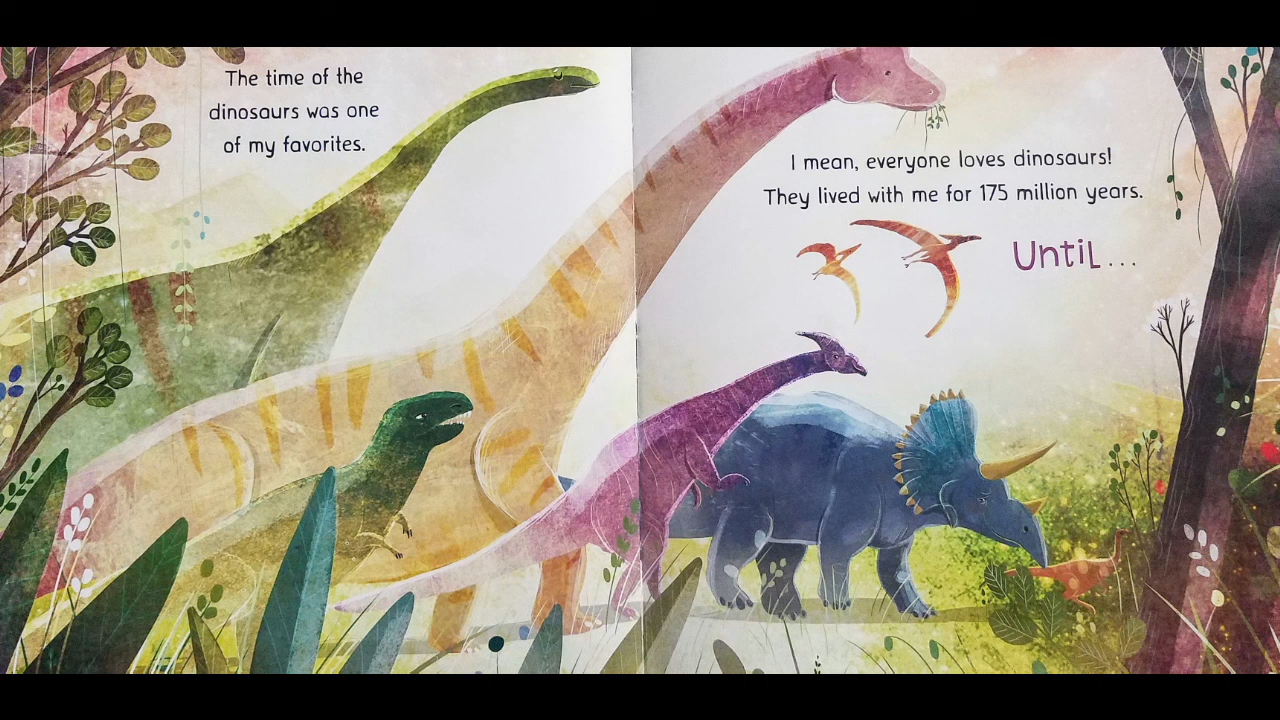 The time of the
dinosaurs was one
of my favorites.
I mean, everyone loves dinosaurs!
They lived with me for 175 million years.
Until...